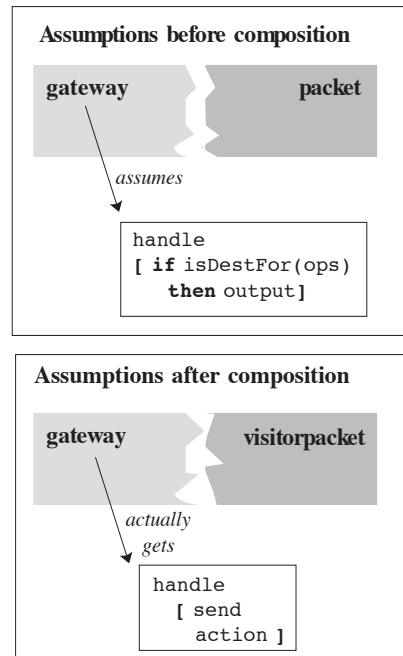 Assumptions before composition
gateway packet
assumes
handle
[ if isDestFor(ops)
then output]
Assumptions after composition
gateway visitorpacket
actually
gets
handle
[ send
action ]